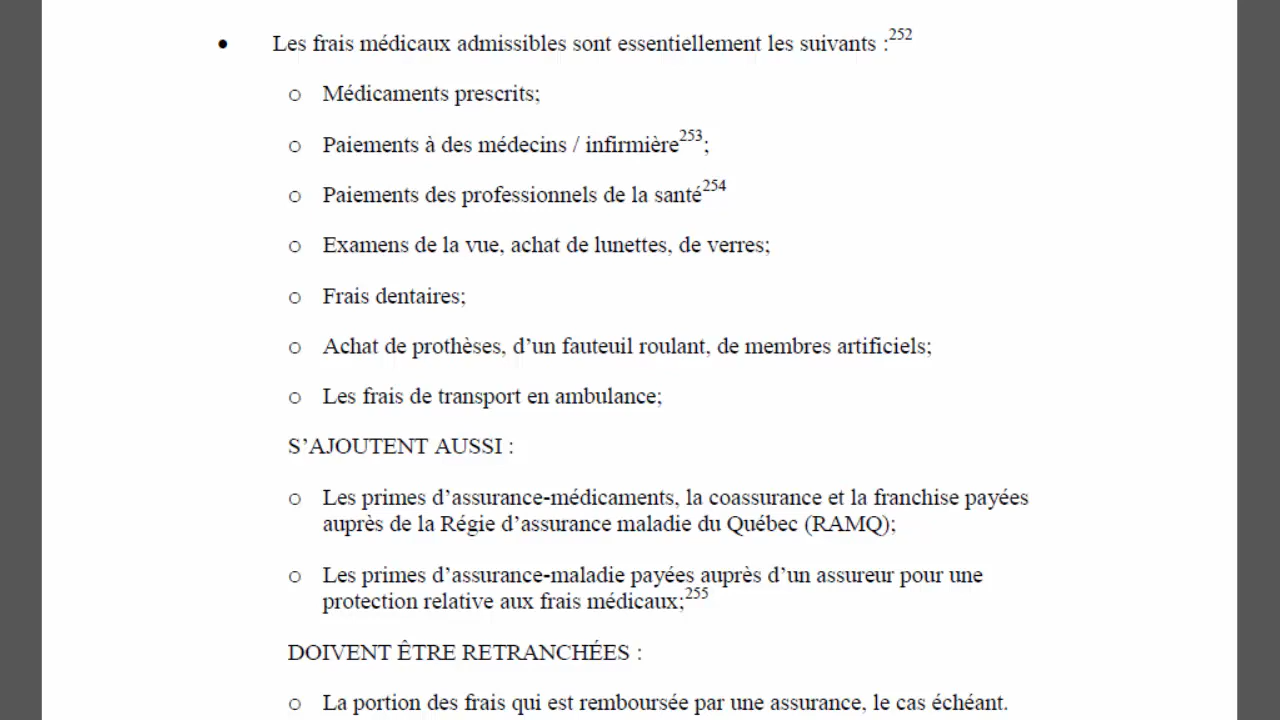 • Les frais médicaux admissibles sont essentiellement les suivants :252
o Médicaments prescrits;
o Paiements à des médecins / infirmière253;
o Paiements des professionnels de la santé254
o Examens de la vue, achat de lunettes, de verres;
o Frais dentaires;
o Achat de prothèses, d’un fauteuil roulant, de membres artificiels;
o Les frais de transport en ambulance;
S’AJOUTENT AUSSI :
o Les primes d’assurance-médicaments, la coassurance et la franchise payées
auprès de la Régie d’assurance maladie du Québec (RAMQ);
o Les primes d’assurance-maladie payées auprès d’un assureur pour une
protection relative aux frais médicaux;255
DOIVENT ÊTRE RETRANCHÉES :
o La portion des frais qui est remboursée par une assurance, le cas échéant.